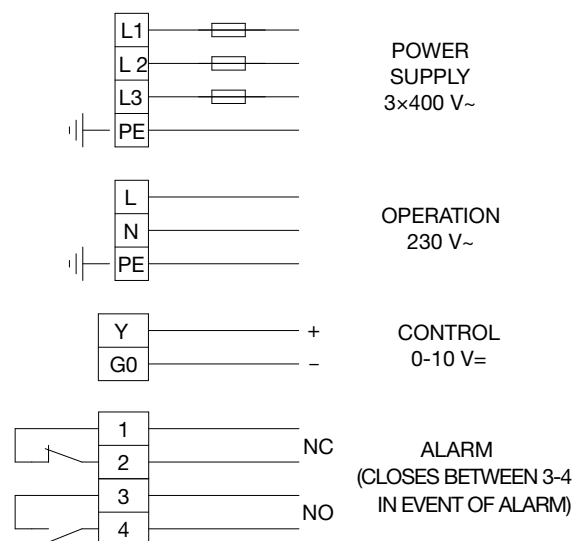 L1
L 2
L3
PE
POWER
SUPPLY
3×400 V~
L
N
PE
OPERATION
230 V~
Y
G0
+
−
CONTROL
0-10 V=
1
2
3
4
NC
NO
ALARM
(CLOSES BETWEEN 3-4
IN EVENT OF ALARM)